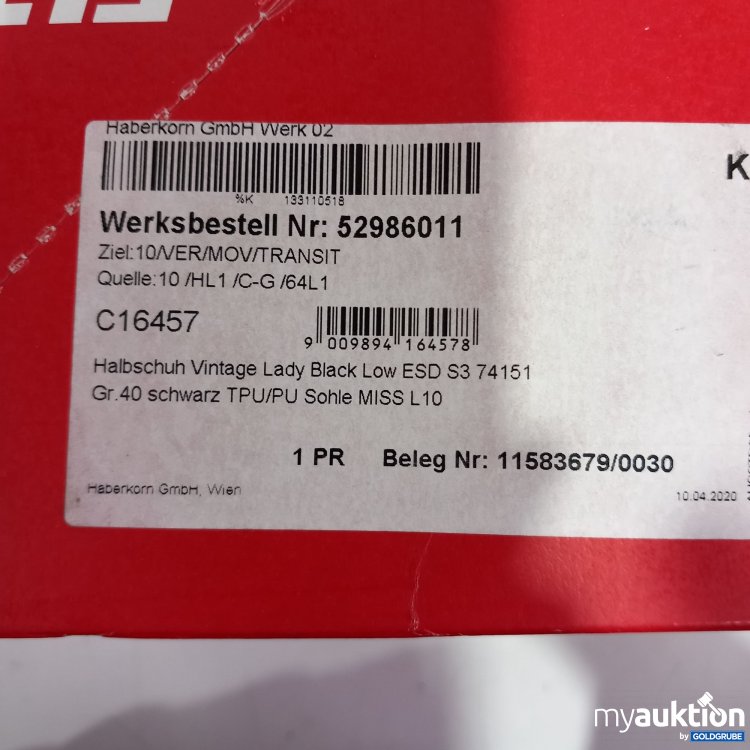 K
Haberkorn GmbH Werk 02
%K 133110518
Werksbestell Nr: 52986011
Ziel:10/VER/MOV/TRANSIT
Quelle:10 /HL1 /C-G /64L1
C16457
9 009894 164578
Halbschuh Vintage Lady Black Low ESD S3 74151
Gr.40 schwarz TPU/PU Sohle MISS L10
1 PR Beleg Nr: 11583679/0030
Haberkorn GmbH, Wien
10.04.2020
myauktion
by GOLDGRUBE